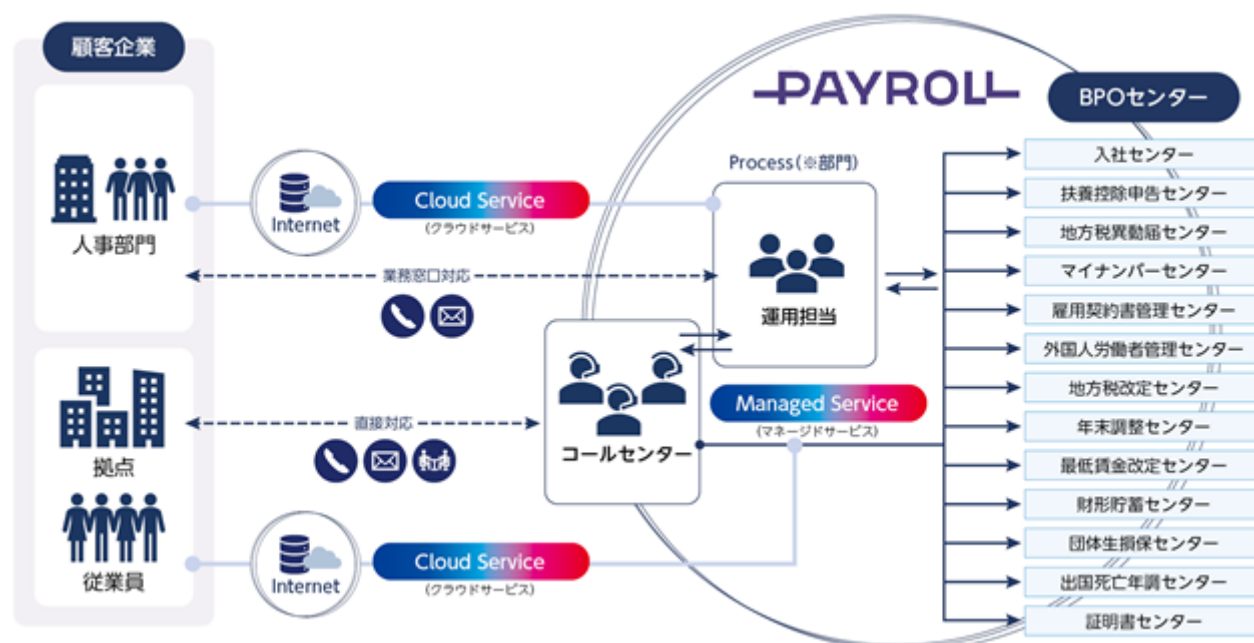 顧客企業
人事部門
拠点
従業員
Internet
Cloud Service
(クラウドサービス)
業務窓口対応
直接対応
Internet
Cloud Service
(クラウドサービス)
PAYROLL
Process(※部門)
運用担当
コールセンター
Managed Service
(マネージドサービス)
BPOセンター
入社センター
扶養控除申告センター
地方税異動届センター
マイナンバーセンター
雇用契約書管理センター
外国人労働者管理センター
地方税改定センター
年末調整センター
最低賃金改定センター
財形貯蓄センター
団体生損保センター
出国死亡年調センター
証明書センター